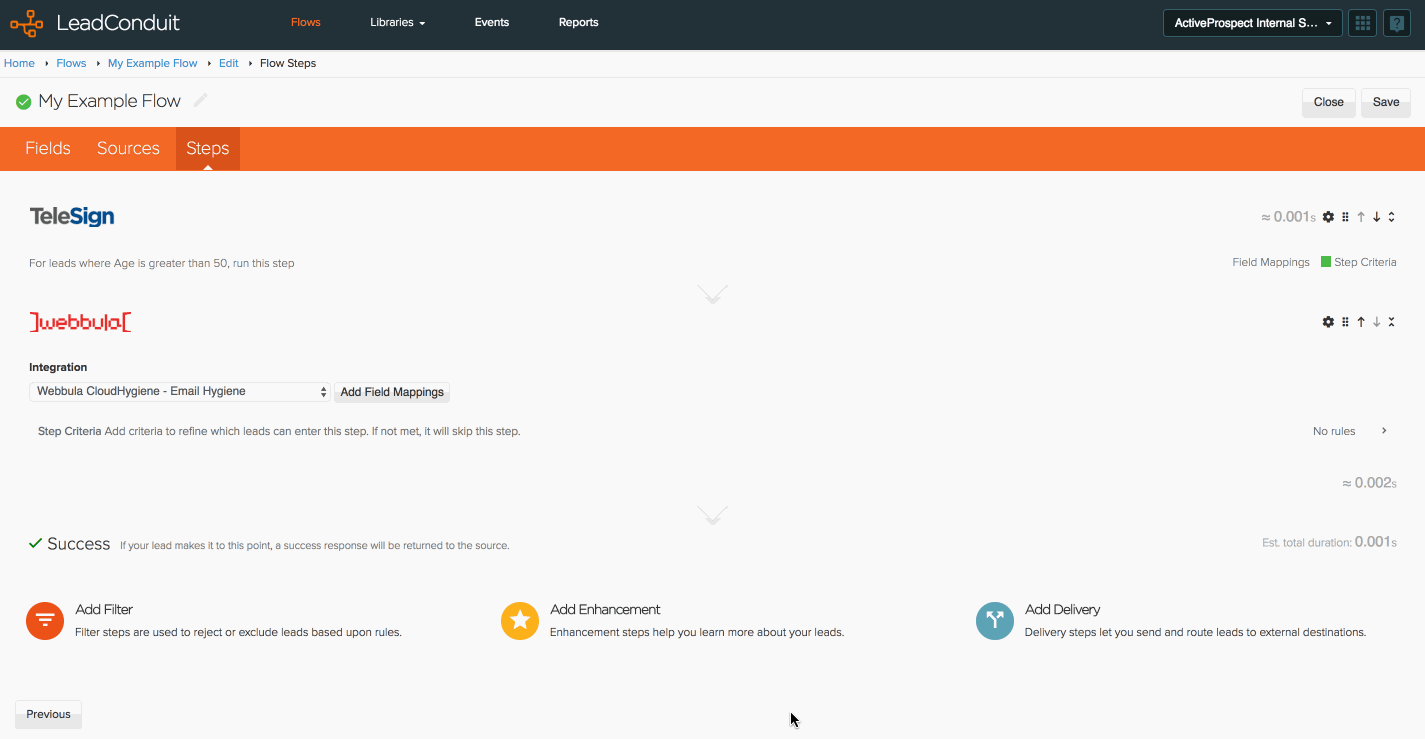 LeadConduit Flows Libraries Events Reports ActiveProspect Internal S...
Home Flows My Example Flow Edit Flow Steps
My Example Flow Close Save
Fields Sources Steps
TeleSign ≈ 0.001s
For leads where Age is greater than 50, run this step Field Mappings Step Criteria
]webbula[
Integration
Webbula CloudHygiene - Email Hygiene Add Field Mappings
Step Criteria Add criteria to refine which leads can enter this step. If not met, it will skip this step. No rules
≈ 0.002s
Success If your lead makes it to this point, a success response will be returned to the source. Est. total duration: 0.001s
Add Filter Add Enhancement Add Delivery
Filter steps are used to reject or exclude leads based upon rules. Enhancement steps help you learn more about your leads. Delivery steps let you send and route leads to external destinations.
Previous